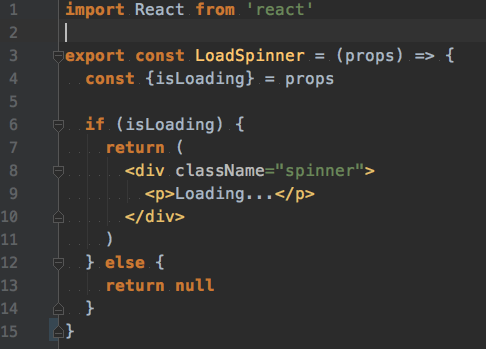 1 import React from 'react'
2
3 export const LoadSpinner = (props) => {
4   const {isLoading} = props
5
6   if (isLoading) {
7     return (
8       <div className="spinner">
9         <p>Loading...</p>
10       </div>
11     )
12   } else {
13     return null
14   }
15 }